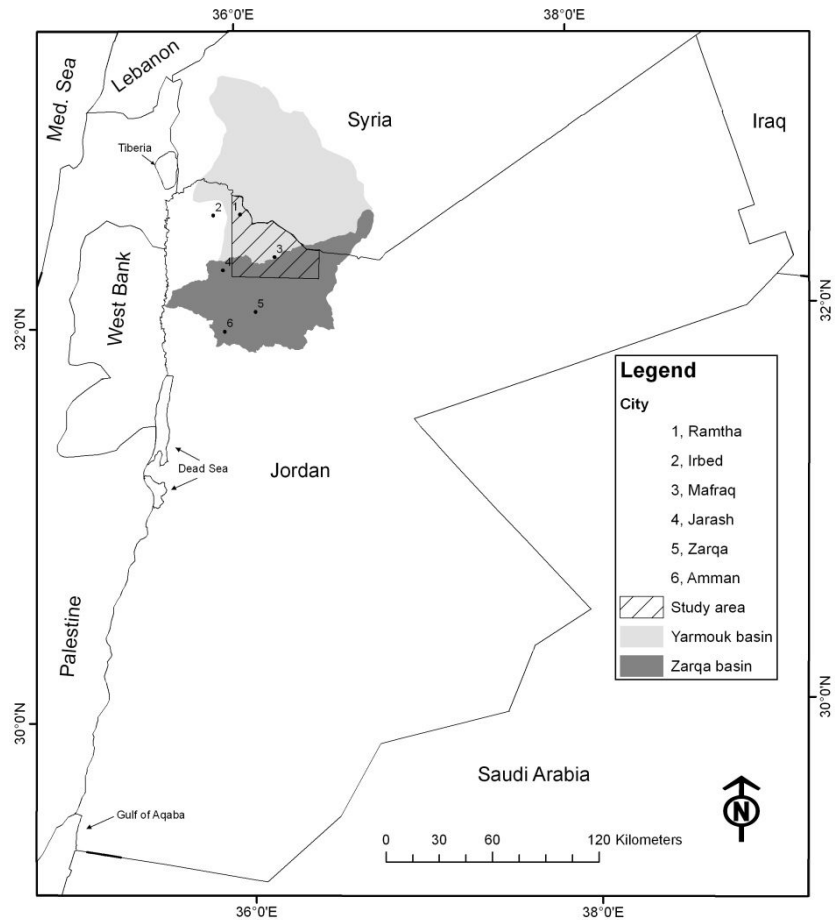 36°0'E
38°0'E
Lebanon
Med. Sea
Syria
Iraq
Tiberia
1
2
3
4
5
6
West Bank
32°0'N
32°0'N
Legend
City
1, Ramtha
2, Irbed
3, Mafraq
4, Jarash
5, Zarqa
6, Amman
Study area
Yarmouk basin
Zarqa basin
Dead Sea
Jordan
Palestine
30°0'N
30°0'N
Saudi Arabia
N
Gulf of Aqaba
0 30 60 120 Kilometers
36°0'E
38°0'E